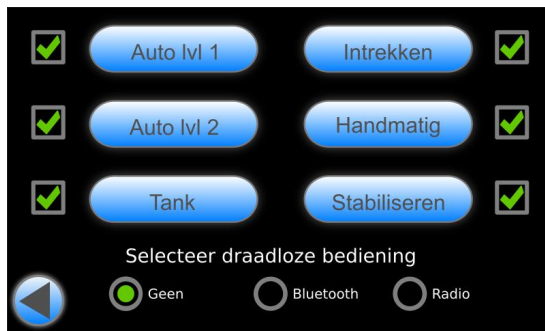 Auto lvl 1
Intrekken
Auto lvl 2
Handmatig
Tank
Stabiliseren
Selecteer draadloze bediening
Geen
Bluetooth
Radio